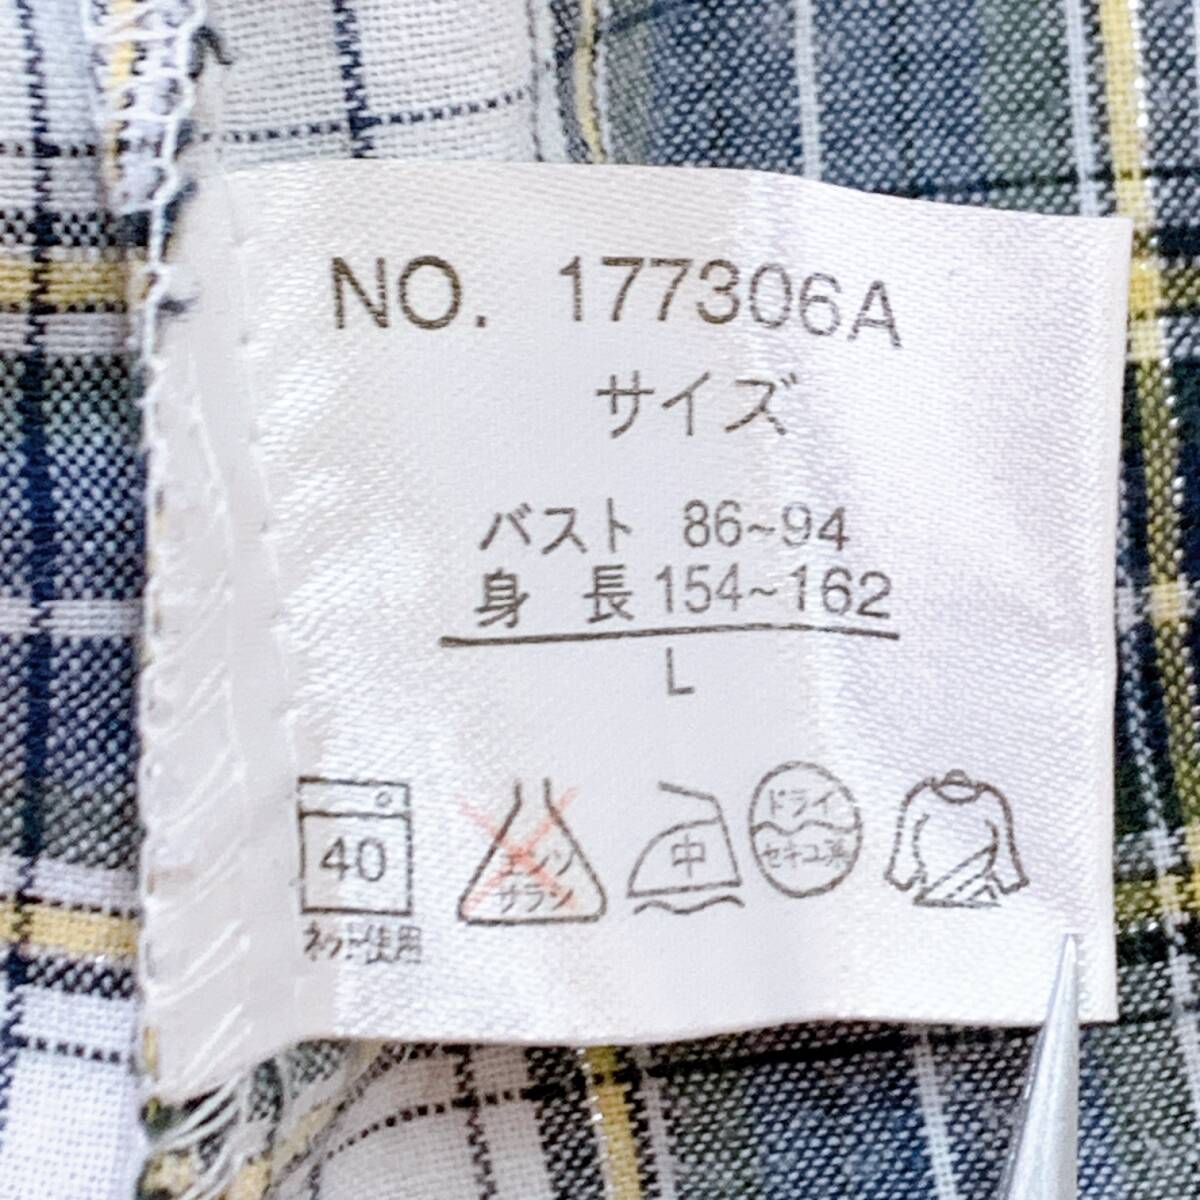 NO. 177306A
サイズ
バスト 86~94
身 長 154~162
L
40
ネット使用
エンソ
サラシ
中
ドライ
セキユ系